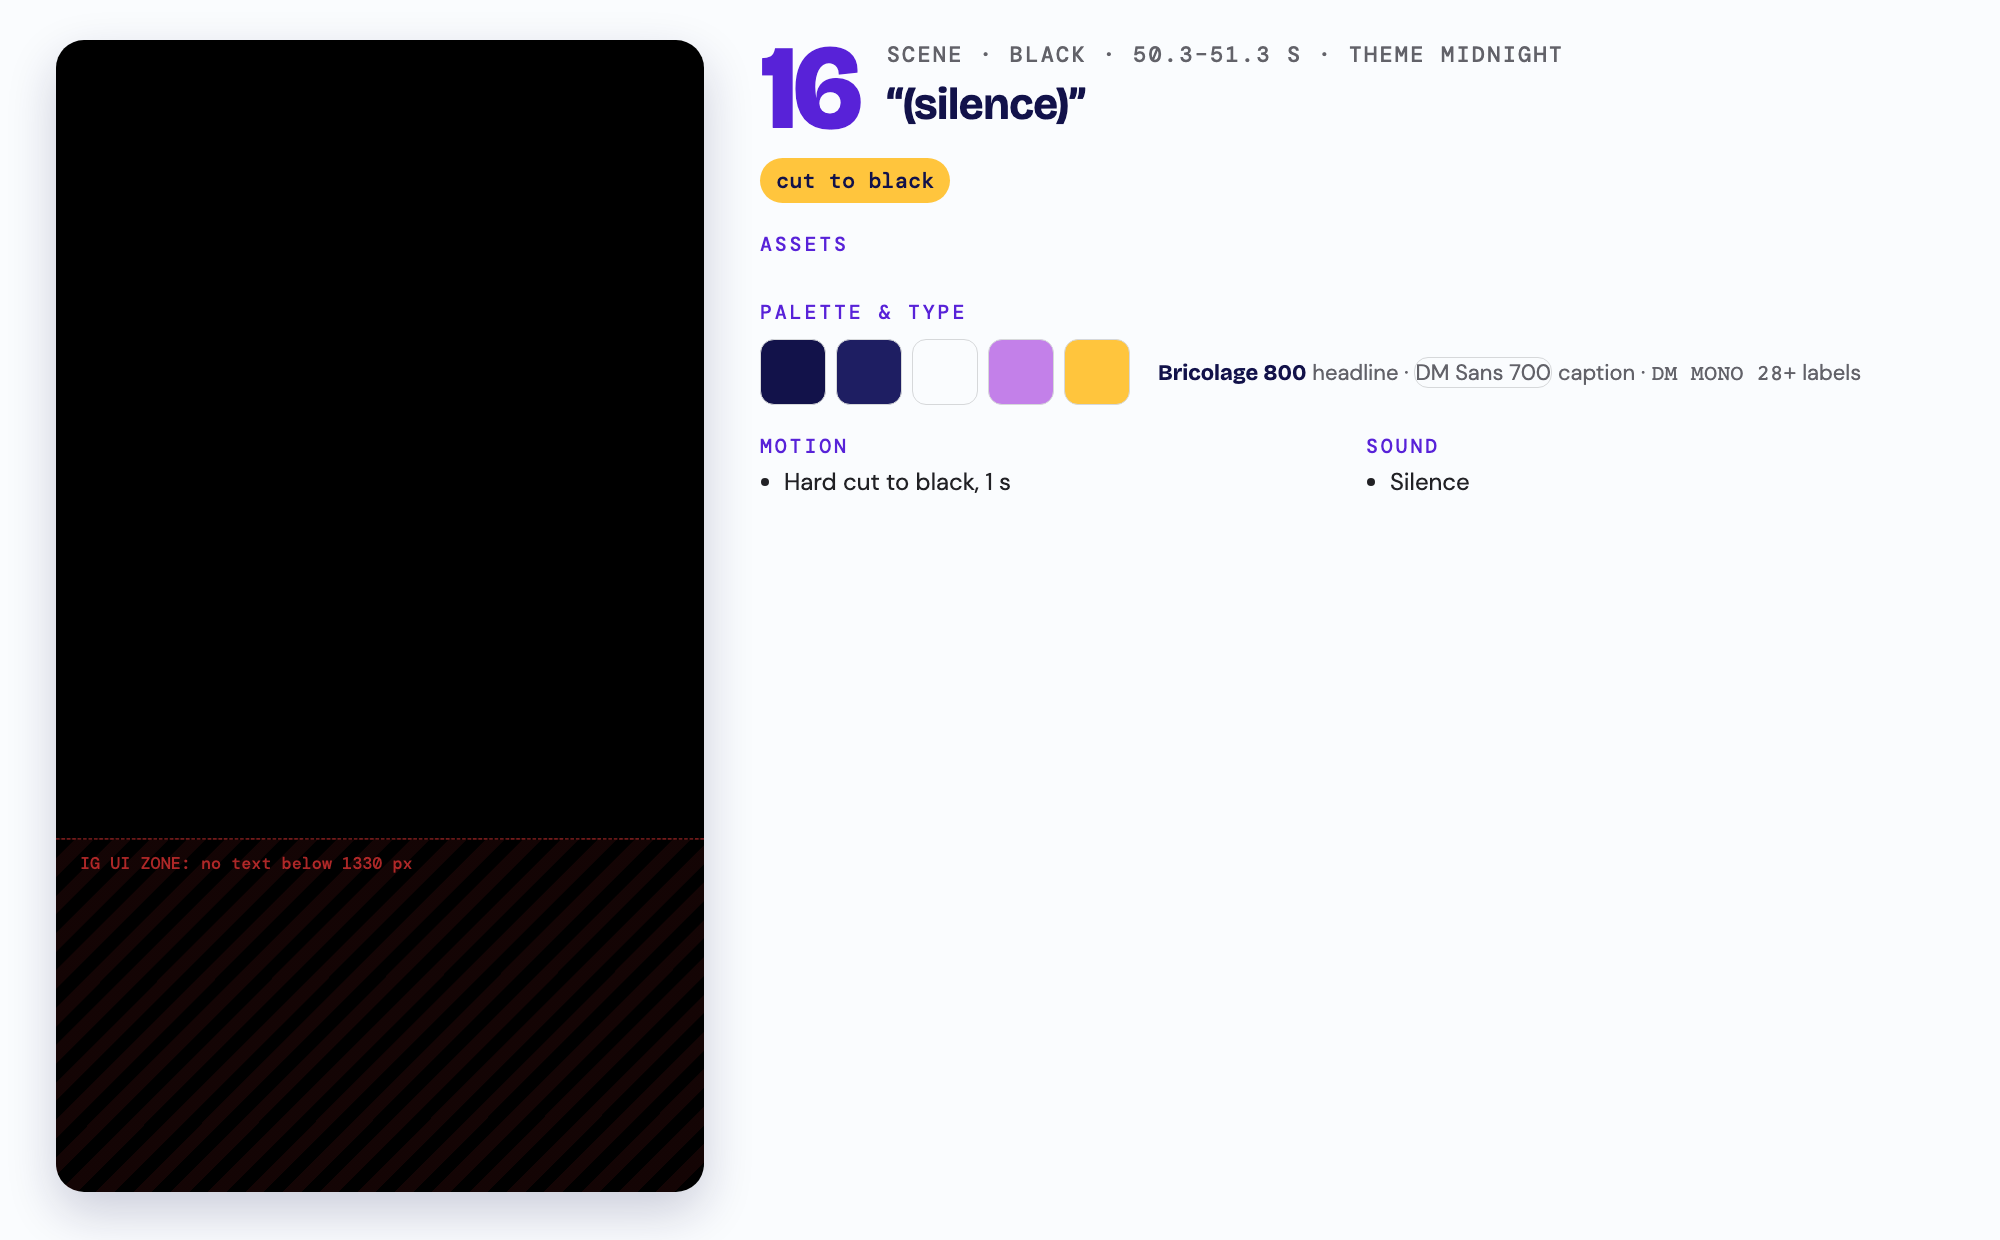 16
SCENE · BLACK · 50.3–51.3 S · THEME MIDNIGHT
“(silence)”
cut to black
ASSETS
PALETTE & TYPE
Bricolage 800 headline · DM Sans 700 caption · DM MONO 28+ labels
MOTION
• Hard cut to black, 1 s
SOUND
• Silence
IG UI ZONE: no text below 1330 px